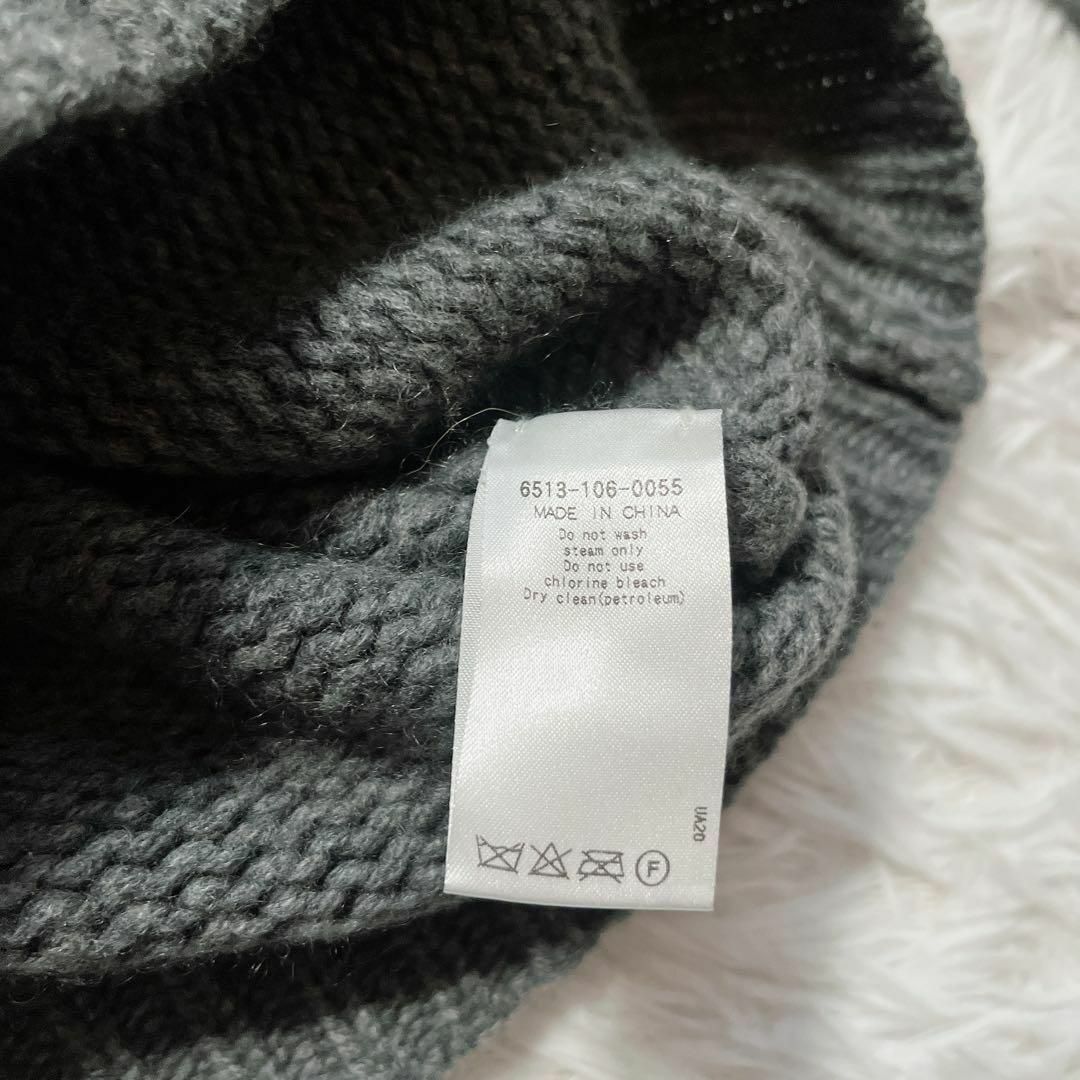 6513-106-0055
MADE IN CHINA
Do not wash
steam only
Do not use
chlorine bleach
Dry clean(petroleum)
UA20
F